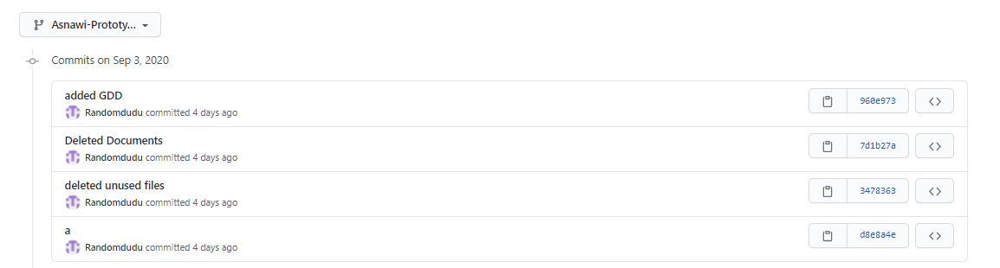 Asnawi-Prototy...
Commits on Sep 3, 2020
added GDD
Randomdudu committed 4 days ago
960e973
Deleted Documents
Randomdudu committed 4 days ago
7d1b27a
deleted unused files
Randomdudu committed 4 days ago
3478363
a
Randomdudu committed 4 days ago
d8e8a4e